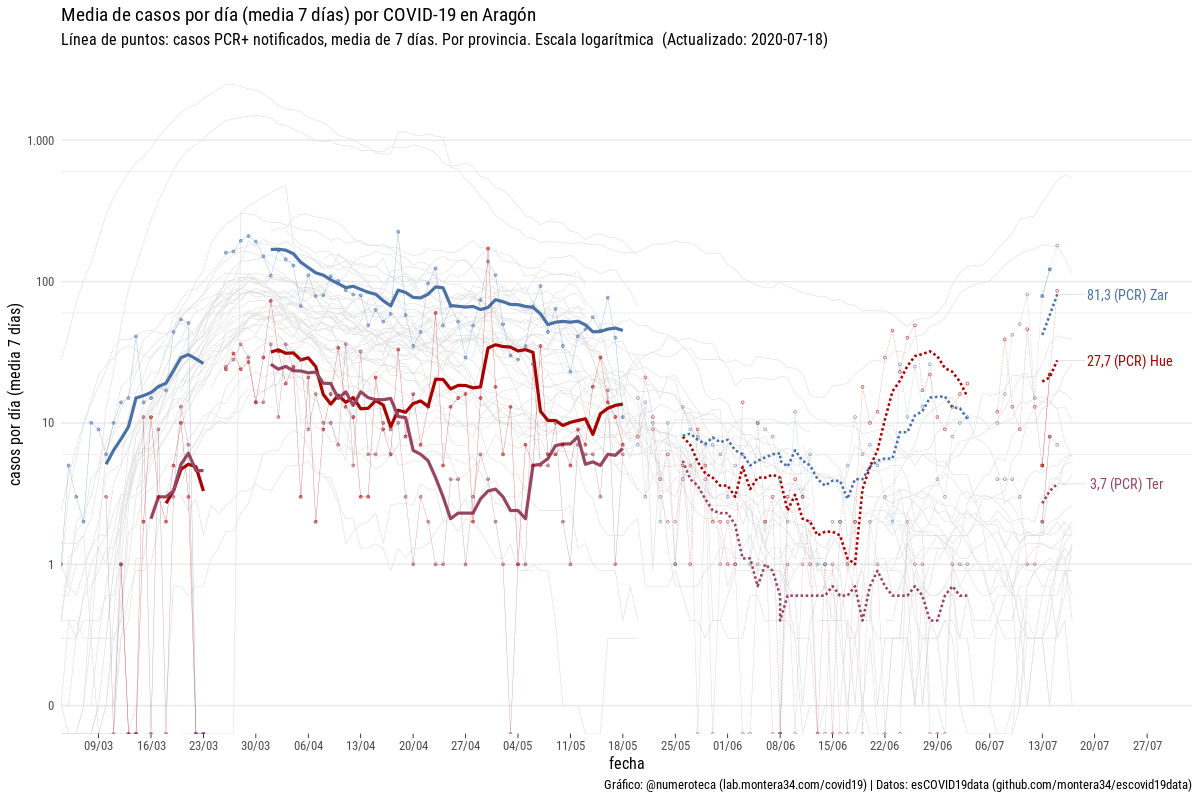 Media de casos por día (media 7 días) por COVID-19 en Aragón
Línea de puntos: casos PCR+ notificados, media de 7 días. Por provincia. Escala logarítmica (Actualizado: 2020-07-18)
casos por día (media 7 días)
1.000
100
10
1
0
81,3 (PCR) Zar
27,7 (PCR) Hue
3,7 (PCR) Ter
09/03 16/03 23/03 30/03 06/04 13/04 20/04 27/04 04/05 11/05 18/05 25/05 01/06 08/06 15/06 22/06 29/06 06/07 13/07 20/07 27/07
fecha
Gráfico: @numeroteca (lab.montera34.com/covid19) | Datos: esCOVID19data (github.com/montera34/escovid19data)